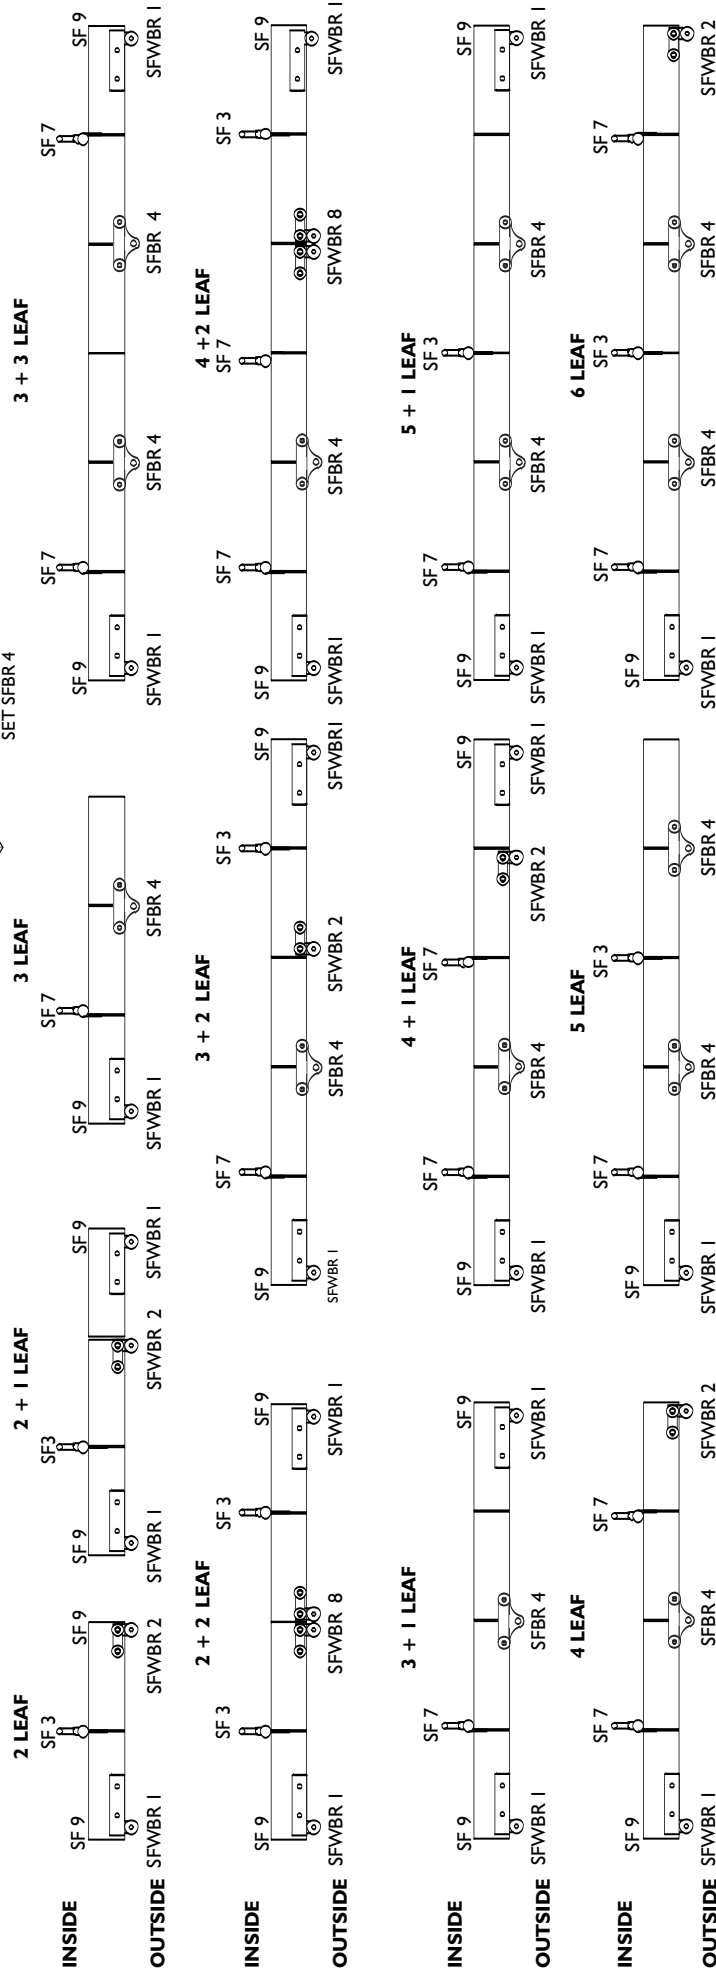 SET SFBR 4
2 LEAF
2 + 1 LEAF
3 LEAF
3 + 3 LEAF
INSIDE
SF 9
SF 3
SF 9
SF 9
SF3
SF 9
SF 9
SF7
SF 9
SF 7
SF 7
SF 9
OUTSIDE
SFWBR 1
SFWBR 2
SFWBR 1
SFWBR 2
SFWBR 1
SFWBR 1
SFBR 4
SFWBR 1
SFBR 4
SFBR 4
SFWBR 1
2 + 2 LEAF
3 + 2 LEAF
4 +2 LEAF
INSIDE
SF 9
SF 3
SF 3
SF 9
SF 9
SF 7
SF 3
SF 9
SF 9
SF 7
SF 7
SF 3
SF 9
OUTSIDE
SFWBR 1
SFWBR 8
SFWBR 1
SFWBR 1
SFBR 4
SFWBR 2
SFWBR1
SFWBR1
SFBR 4
SFWBR 8
SFWBR 1
3 + 1 LEAF
4 + 1 LEAF
5 + 1 LEAF
INSIDE
SF 9
SF 7
SF 9
SF 9
SF 7
SF 7
SF 9
SF 9
SF 7
SF 3
SF 9
OUTSIDE
SFWBR 1
SFBR 4
SFWBR 1
SFWBR 1
SFBR 4
SFWBR 2
SFWBR 1
SFWBR 1
SFBR 4
SFBR 4
SFWBR 1
4 LEAF
5 LEAF
6 LEAF
INSIDE
SF 9
SF 7
SF 7
SF 9
SF 7
SF 3
SF 9
SF 7
SF 3
SF 7
OUTSIDE
SFWBR 1
SFBR 4
SFWBR 2
SFWBR 1
SFBR 4
SFBR 4
SFWBR 1
SFBR 4
SFBR 4
SFWBR 2